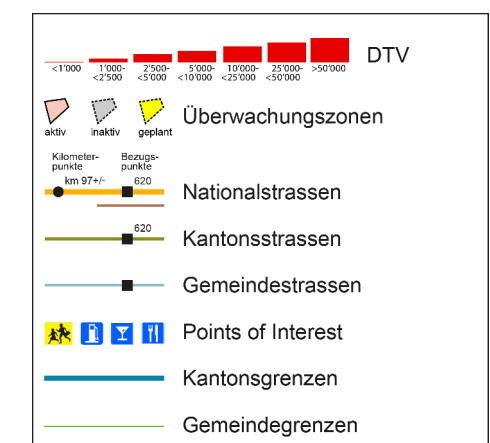 DTV
<1'000 1'000- 2'500- 5'000- 10'000- 25'000- >50'000
<2'500 <5'000 <10'000 <25'000 <50'000
Überwachungszonen
aktiv inaktiv geplant
Kilometer- Bezugs-
punkte punkte
km 97+/- 620
Nationalstrassen
620
Kantonsstrassen
Gemeindestrassen
Points of Interest
Kantonsgrenzen
Gemeindegrenzen